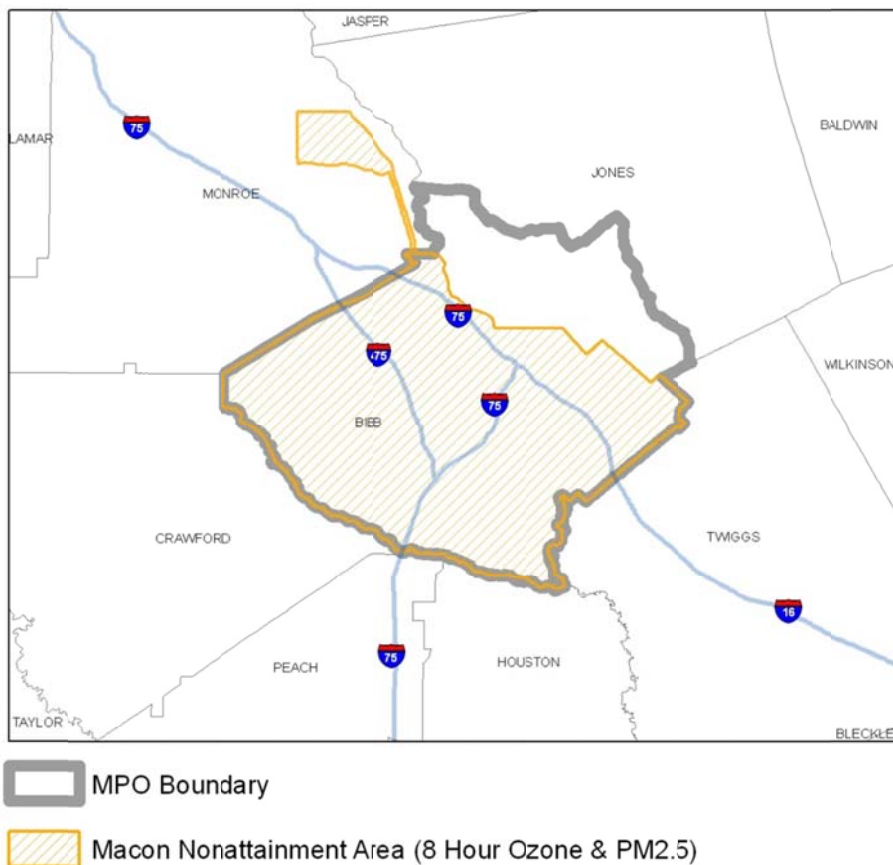 JASPER
75
LAMAR
BALDWIN
JONES
MONROE
75
WILKINSON
475
75
BIBB
CRAWFORD
TWIGGS
16
75
PEACH
HOUSTON
TAYLOR
BLECKLE
MPO Boundary
Macon Nonattainment Area (8 Hour Ozone & PM2.5)